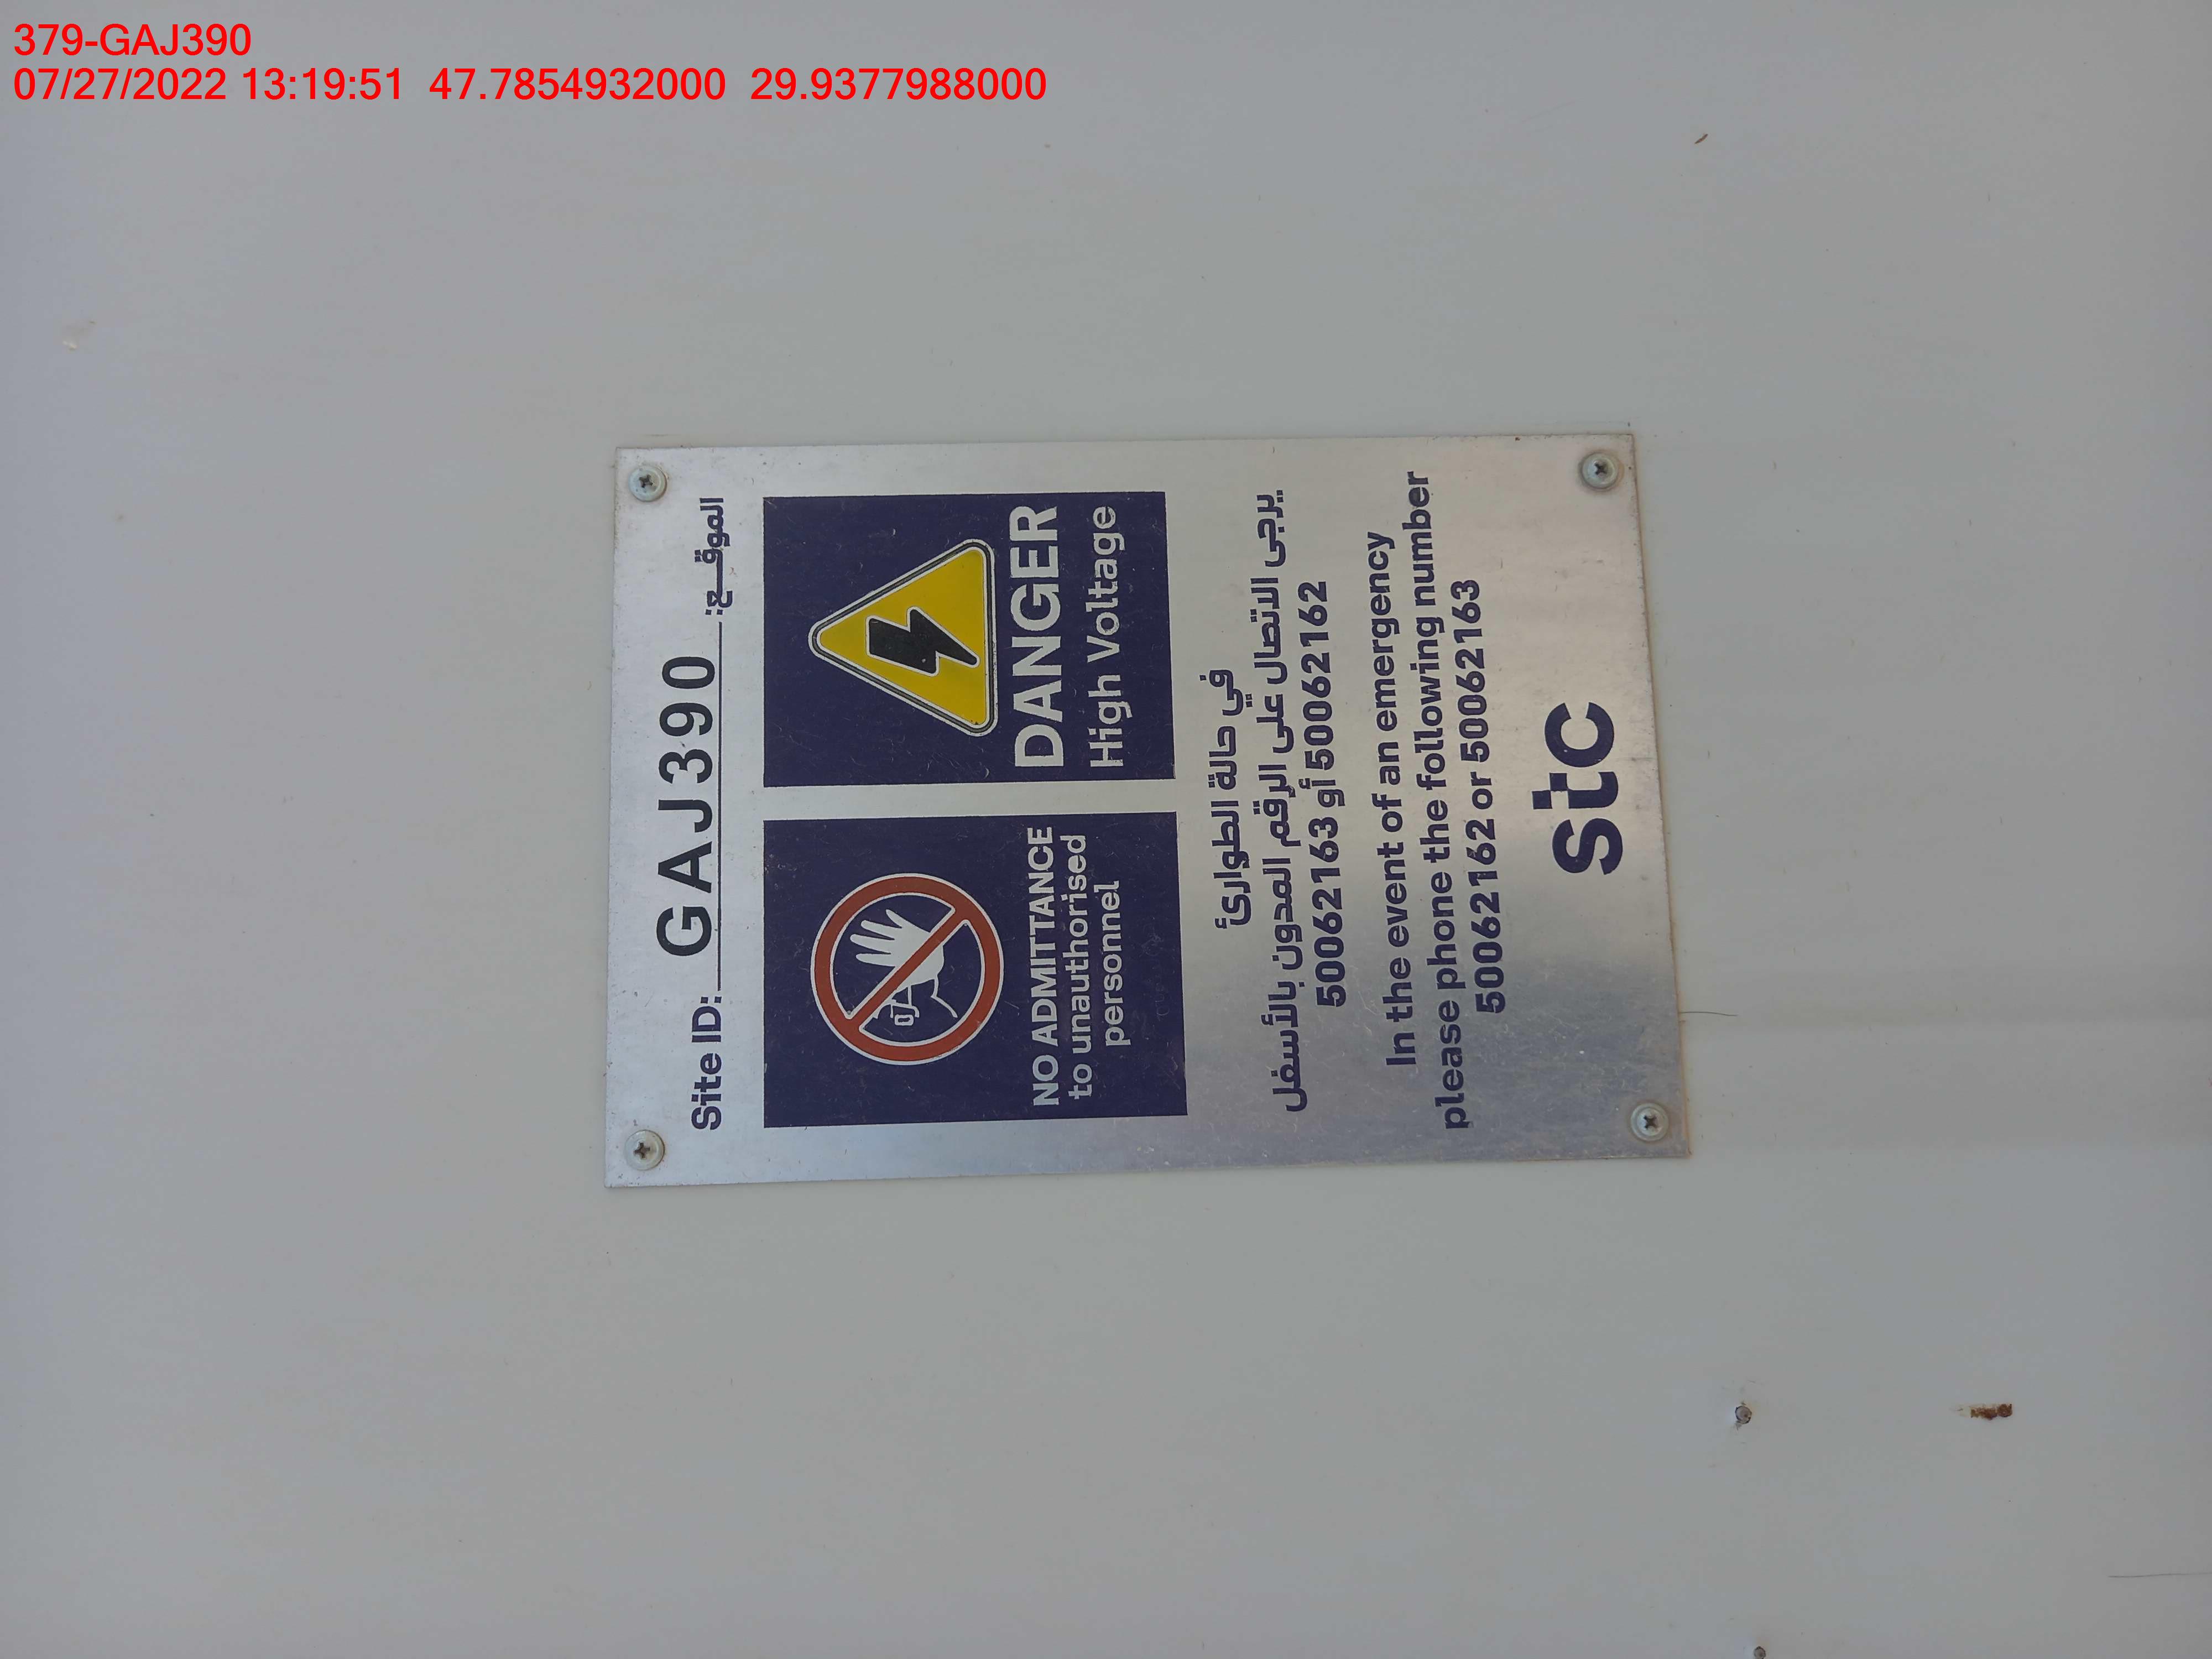 379-GAJ390
07/27/2022 13:19:51 47.7854932000 29.9377988000
Site ID: GAJ390 الموقـــع:
NO ADMITTANCE
to unauthorised
personnel
DANGER
High Voltage
في حالة الطوارئ
يرجى الاتصال على الرقم المدون بالأسفل
50062162 أو 50062163
In the event of an emergency
please phone the following number
50062162 or 50062163
stc